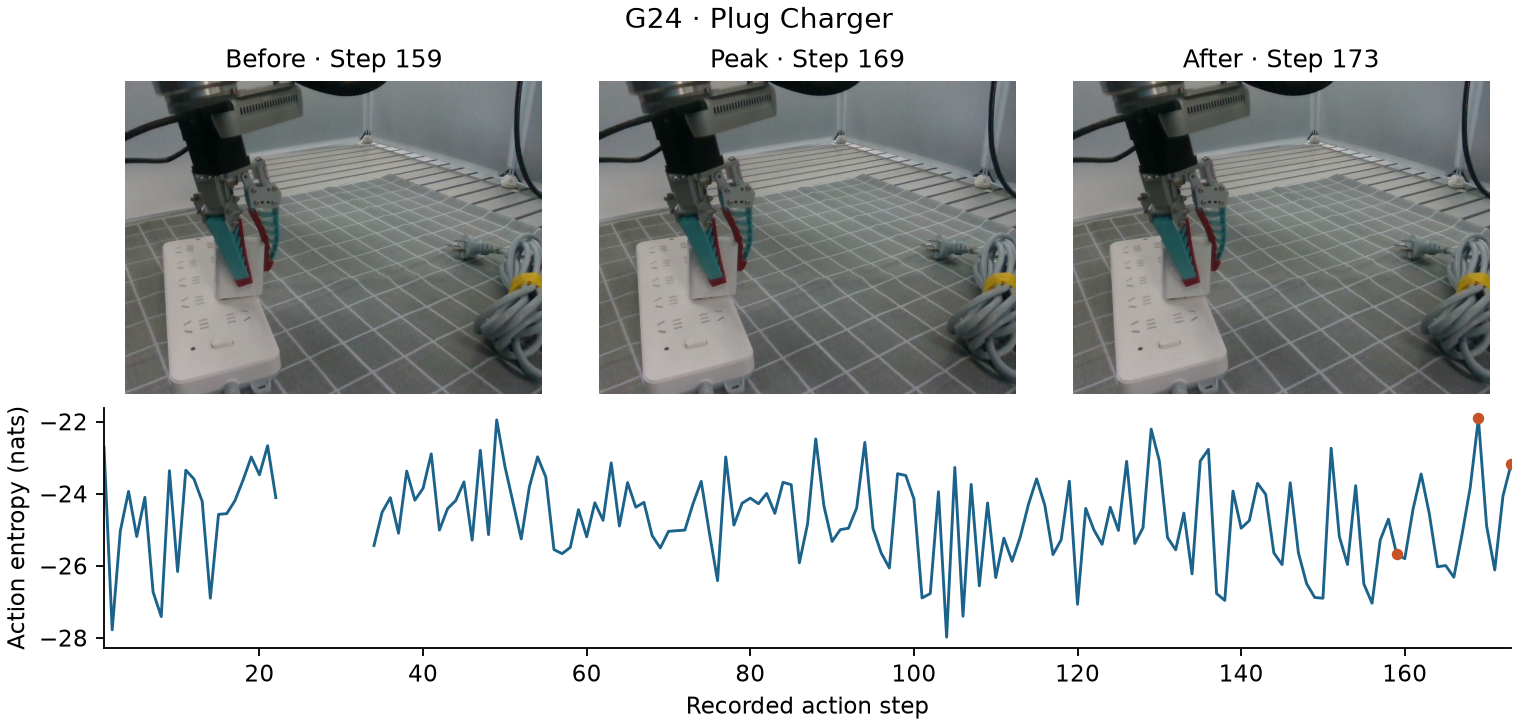 G24 · Plug Charger
Before · Step 159
Peak · Step 169
After · Step 173
Action entropy (nats)
−22
−24
−26
−28
20
40
60
80
100
120
140
160
Recorded action step